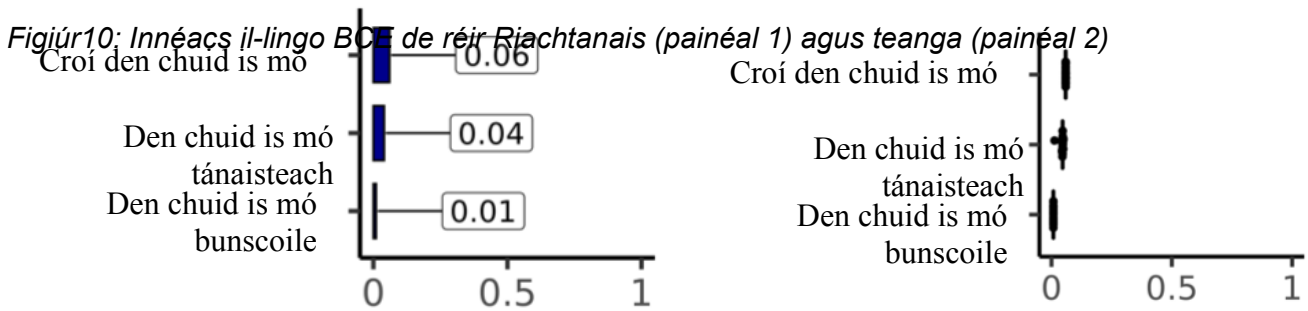 Figiúr10: Innéacs il-lingo BCE de réir Riachtanais (painéal 1) agus teanga (painéal 2)
Croí den chuid is mó
0.06
Den chuid is mó
tánaisteach
0.04
Den chuid is mó
bunscoile
0.01
0 0.5 1
Croí den chuid is mó
Den chuid is mó
tánaisteach
Den chuid is mó
bunscoile
0 0.5 1